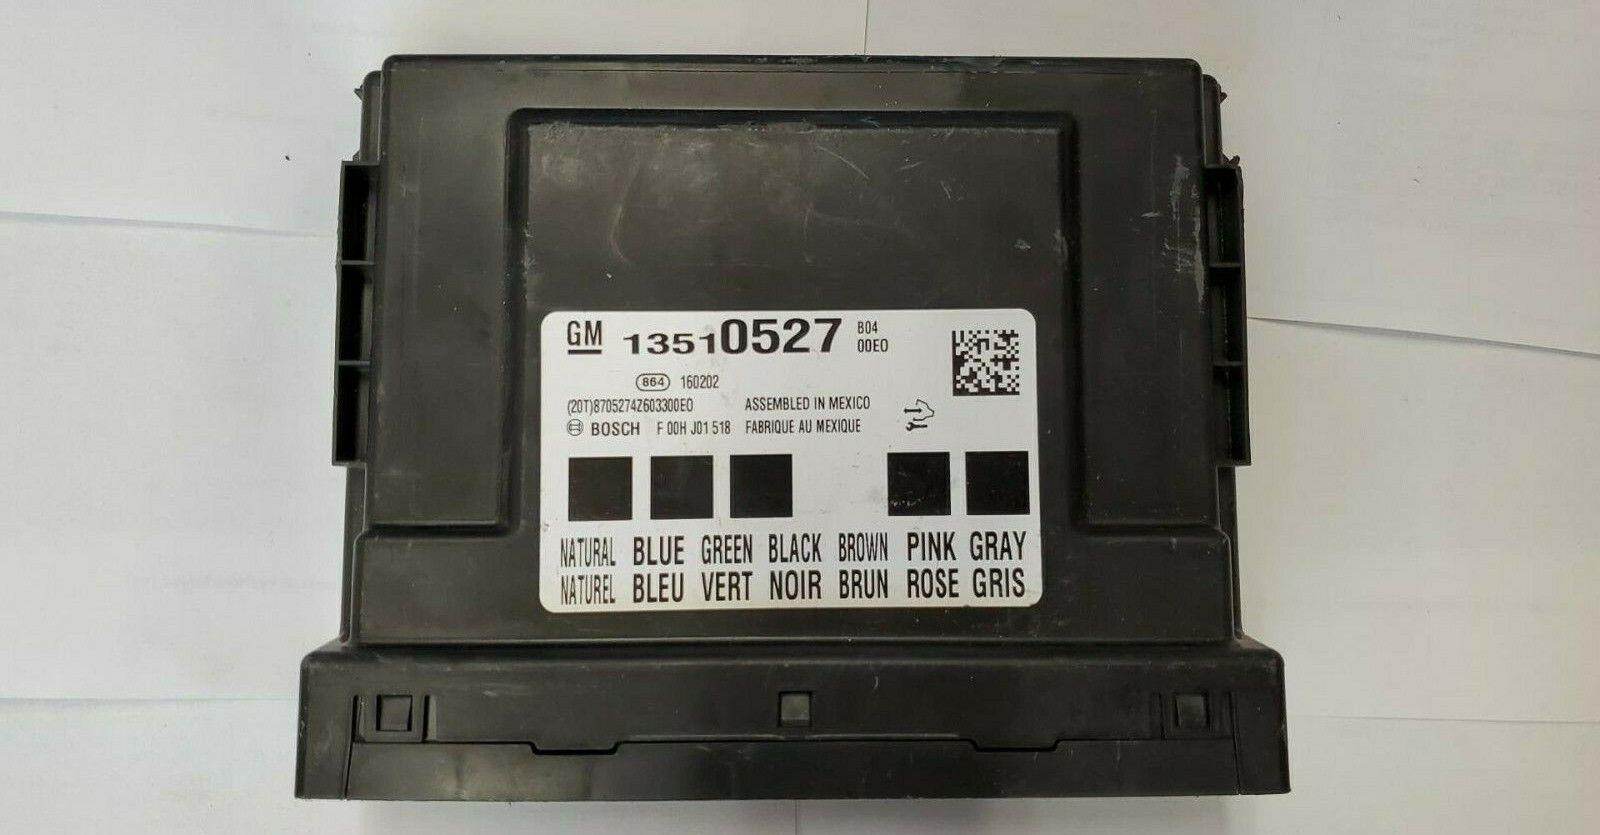 GM 13510527 B04
00E0
864 160202
(20T)8705274Z603300E0 ASSEMBLED IN MEXICO
BOSCH F 00H J01 518 FABRIQUE AU MEXIQUE
NATURAL BLUE GREEN BLACK BROWN PINK GRAY
NATUREL BLEU VERT NOIR BRUN ROSE GRIS